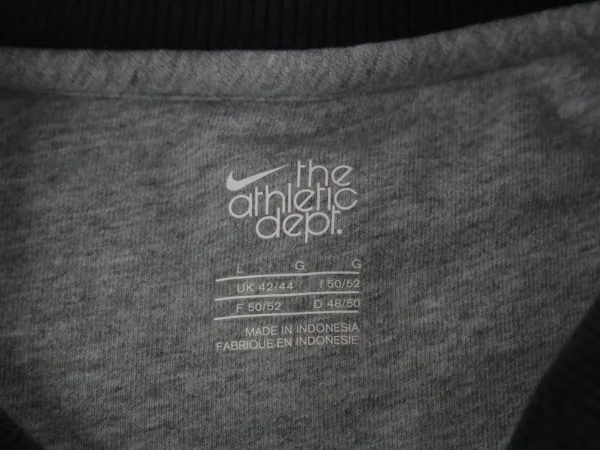 the
athletic
dept.
L G G
UK 42/44 I 50/52
F 50/52 D 48/50
MADE IN INDONESIA
FABRIQUE EN INDONESIE